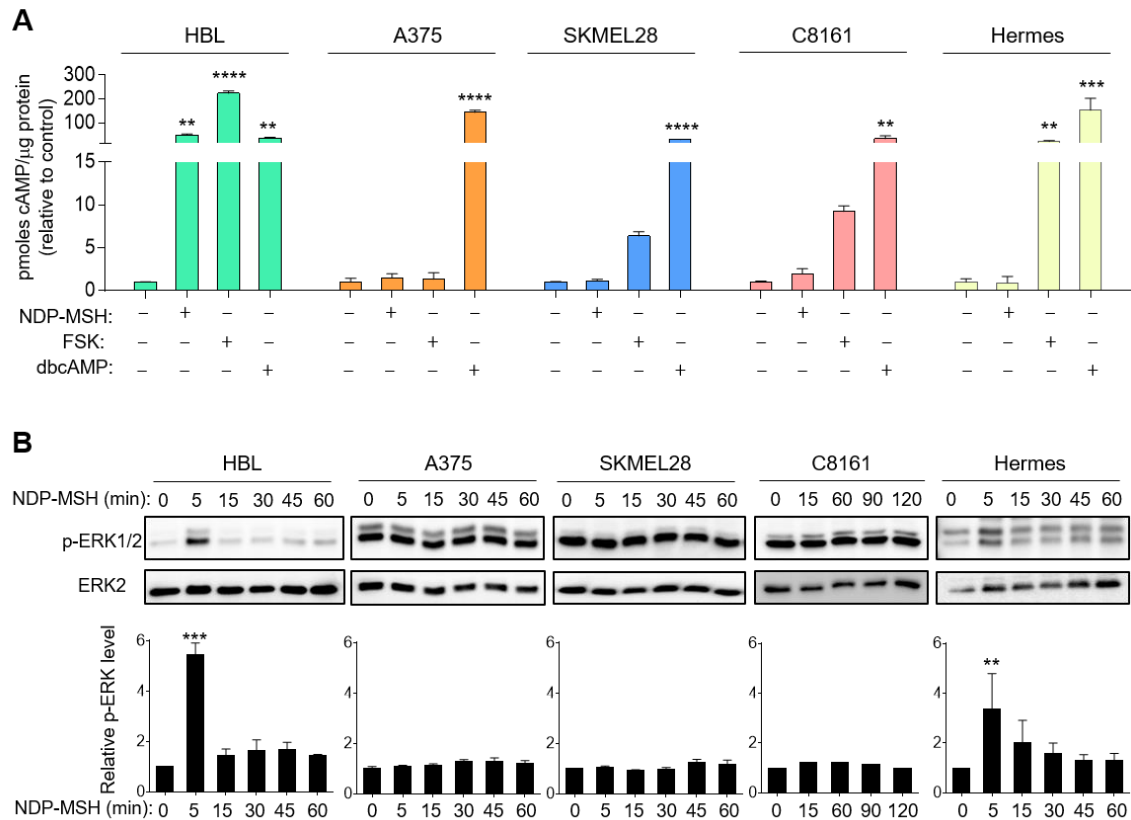 A
HBL A375 SKMEL28 C8161 Hermes
pmoles cAMP/µg protein
(relative to control)
300
200
100
15
10
5
0
** **** ** **** **** ** ** ***
NDP-MSH: – + – – – + – – – + – – – + – – – + – –
FSK: – – + – – – + – – – + – – – + – – – + –
dbcAMP: – – – + – – – + – – – + – – – + – – – +
B
HBL A375 SKMEL28 C8161 Hermes
NDP-MSH (min): 0 5 15 30 45 60 0 5 15 30 45 60 0 5 15 30 45 60 0 15 60 90 120 0 5 15 30 45 60
p-ERK1/2
ERK2
Relative p-ERK level
6 6 6 6 6
*** **
4 4 4 4 4
2 2 2 2 2
0 0 0 0 0
NDP-MSH (min): 0 5 15 30 45 60 0 5 15 30 45 60 0 5 15 30 45 60 0 15 60 90 120 0 5 15 30 45 60